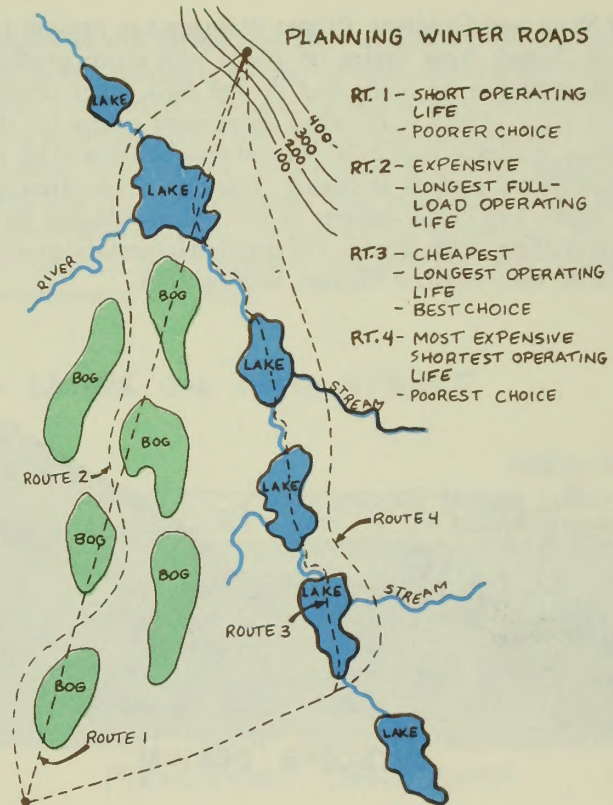 PLANNING WINTER ROADS
RT. 1 - SHORT OPERATING
LIFE
- POORER CHOICE
RT. 2 - EXPENSIVE
- LONGEST FULL-
LOAD OPERATING
LIFE
RT. 3 - CHEAPEST
- LONGEST OPERATING
LIFE
- BEST CHOICE
RT. 4 - MOST EXPENSIVE
SHORTEST OPERATING
LIFE
- POOREST CHOICE
400
300
200
100
LAKE
LAKE
RIVER
BOG
BOG
LAKE
STREAM
BOG
ROUTE 2
LAKE
ROUTE 4
BOG
BOG
LAKE
STREAM
ROUTE 3
BOG
ROUTE 1
LAKE